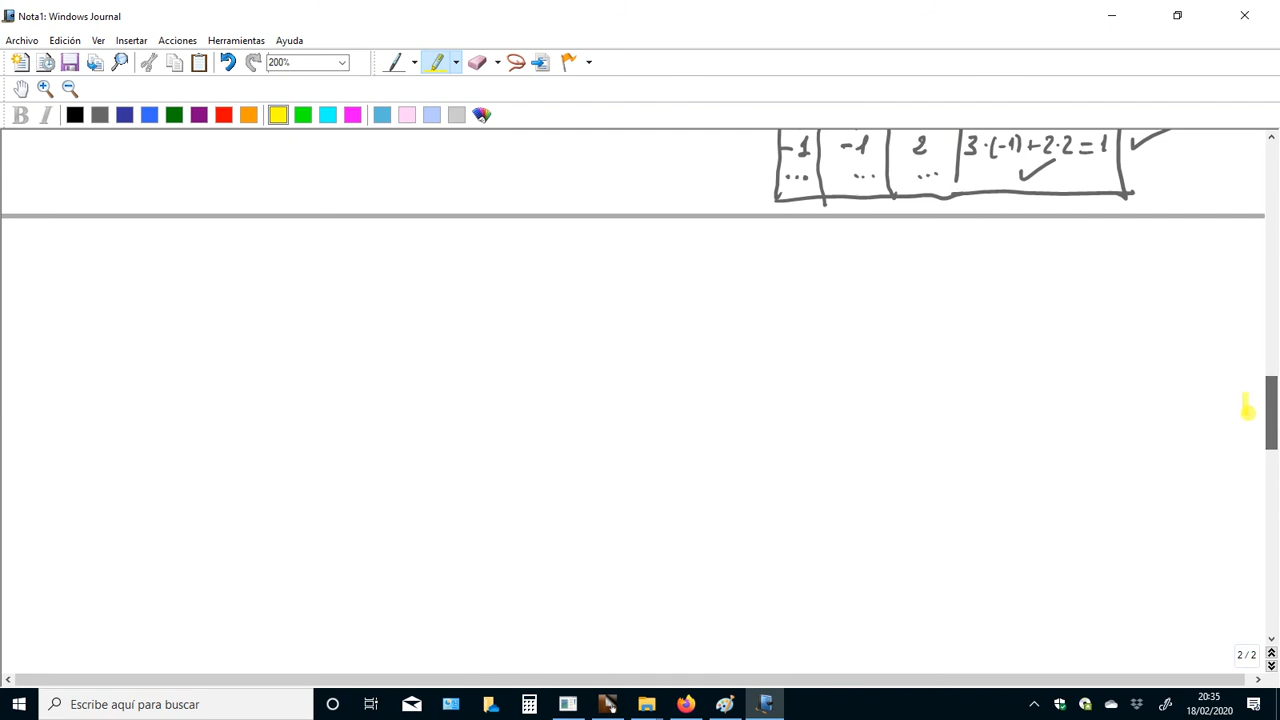 Nota1: Windows Journal
Archivo Edición Ver Insertar Acciones Herramientas Ayuda
200%
B I
-1 -1 2 3·(-1)+2·2=1
... ... ...
2 / 2
Escribe aquí para buscar
20:35
18/02/2020